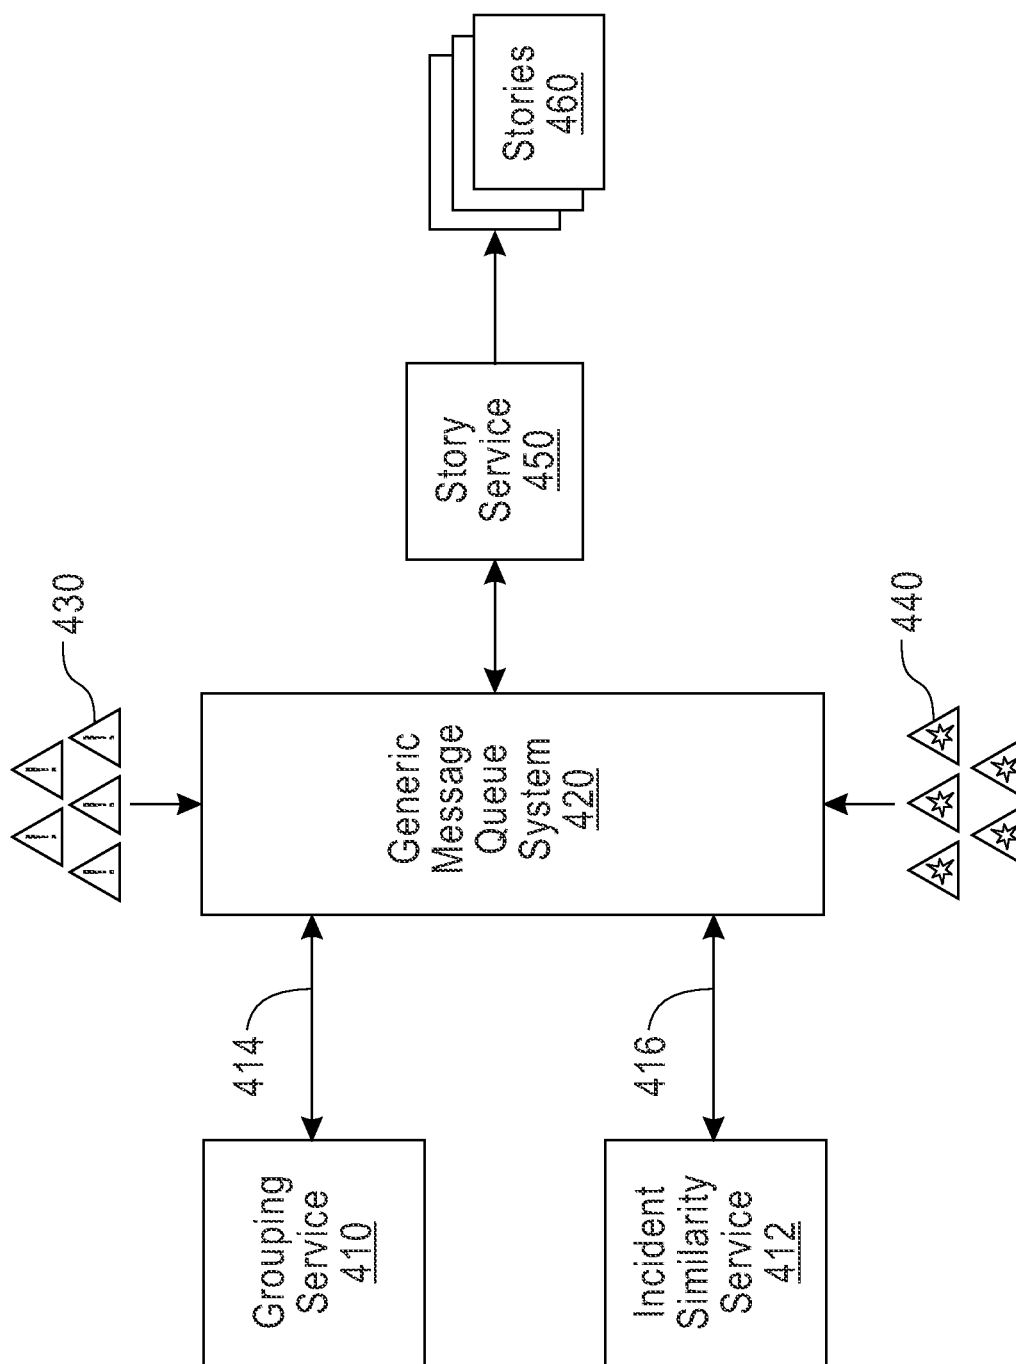 Grouping
Service
410
Incident
Similarity
Service
412
414
416
Generic
Message
Queue
System
420
430
440
Story
Service
450
Stories
460